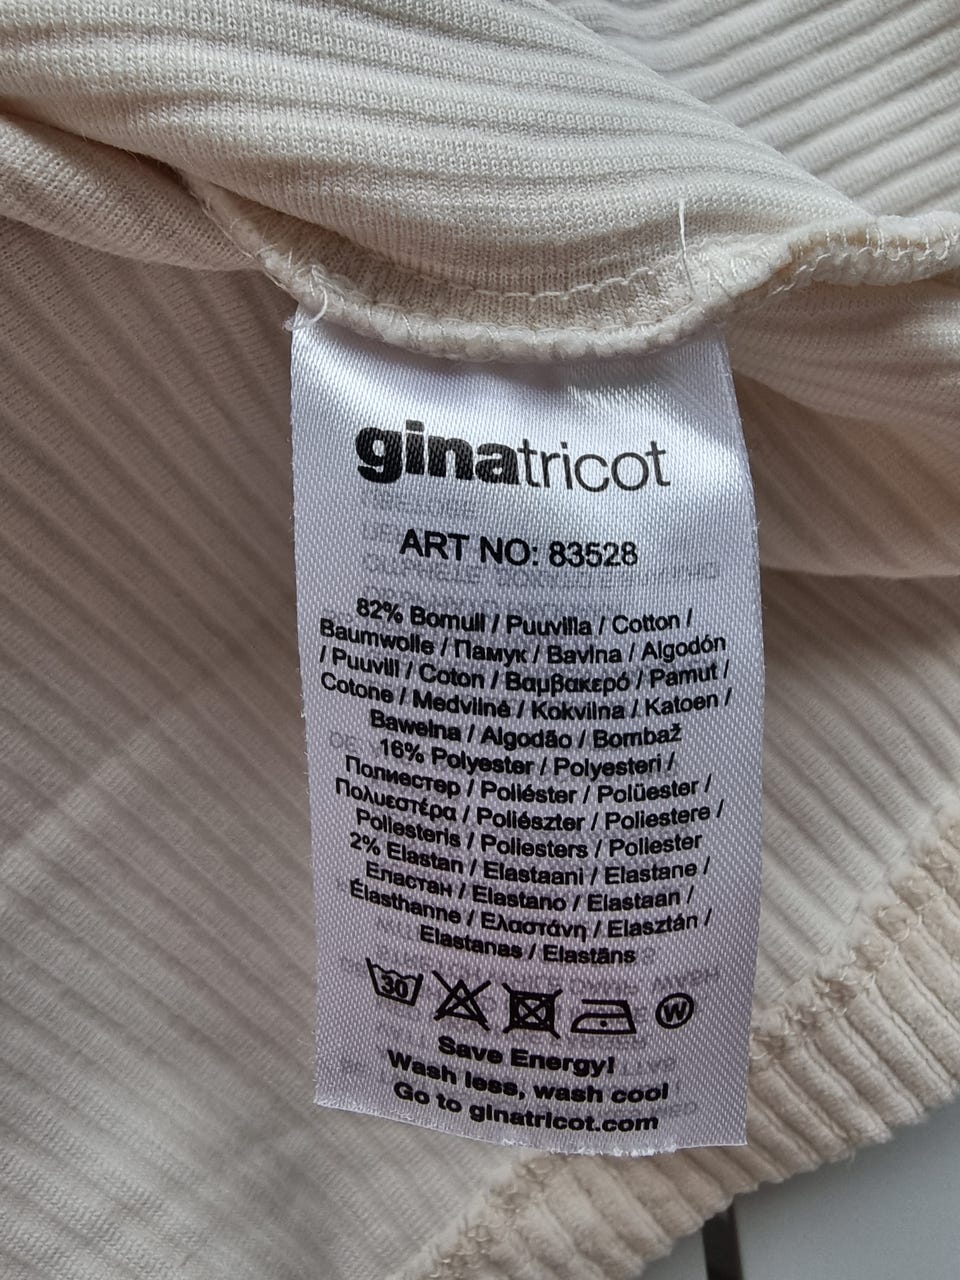 ginatricot
ART NO: 83528
82% Bomull / Puuvilla / Cotton /
Baumwolle / Памук / Bavlna / Algodón
/ Puuvill / Coton / Βαμβακερό / Pamut /
Cotone / Medvilnė / Kokvilna / Katoen /
Bawełna / Algodão / Bombaž
16% Polyester / Polyesteri /
Полиестер / Poliéster / Polüester /
Πολυεστέρα / Poliészter / Poliestere /
Poliesteris / Poliesters / Poliester
2% Elastan / Elastaani / Elastane /
Еластан / Elastano / Elastaan /
Élasthanne / Ελαστάνη / Elasztán /
Elastanas / Elastāns
30 W
Save Energy!
Wash less, wash cool
Go to ginatricot.com